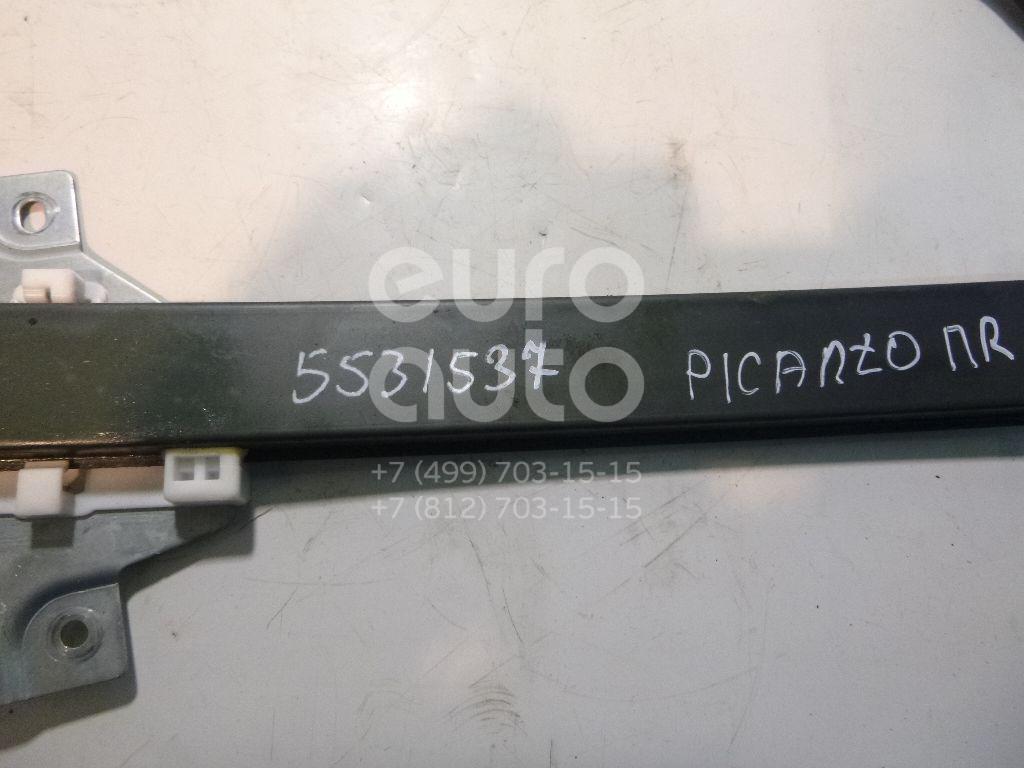 euro
auto
5531537 PICANTO ПR
+7 (499) 703-15-15
+7 (812) 703-15-15